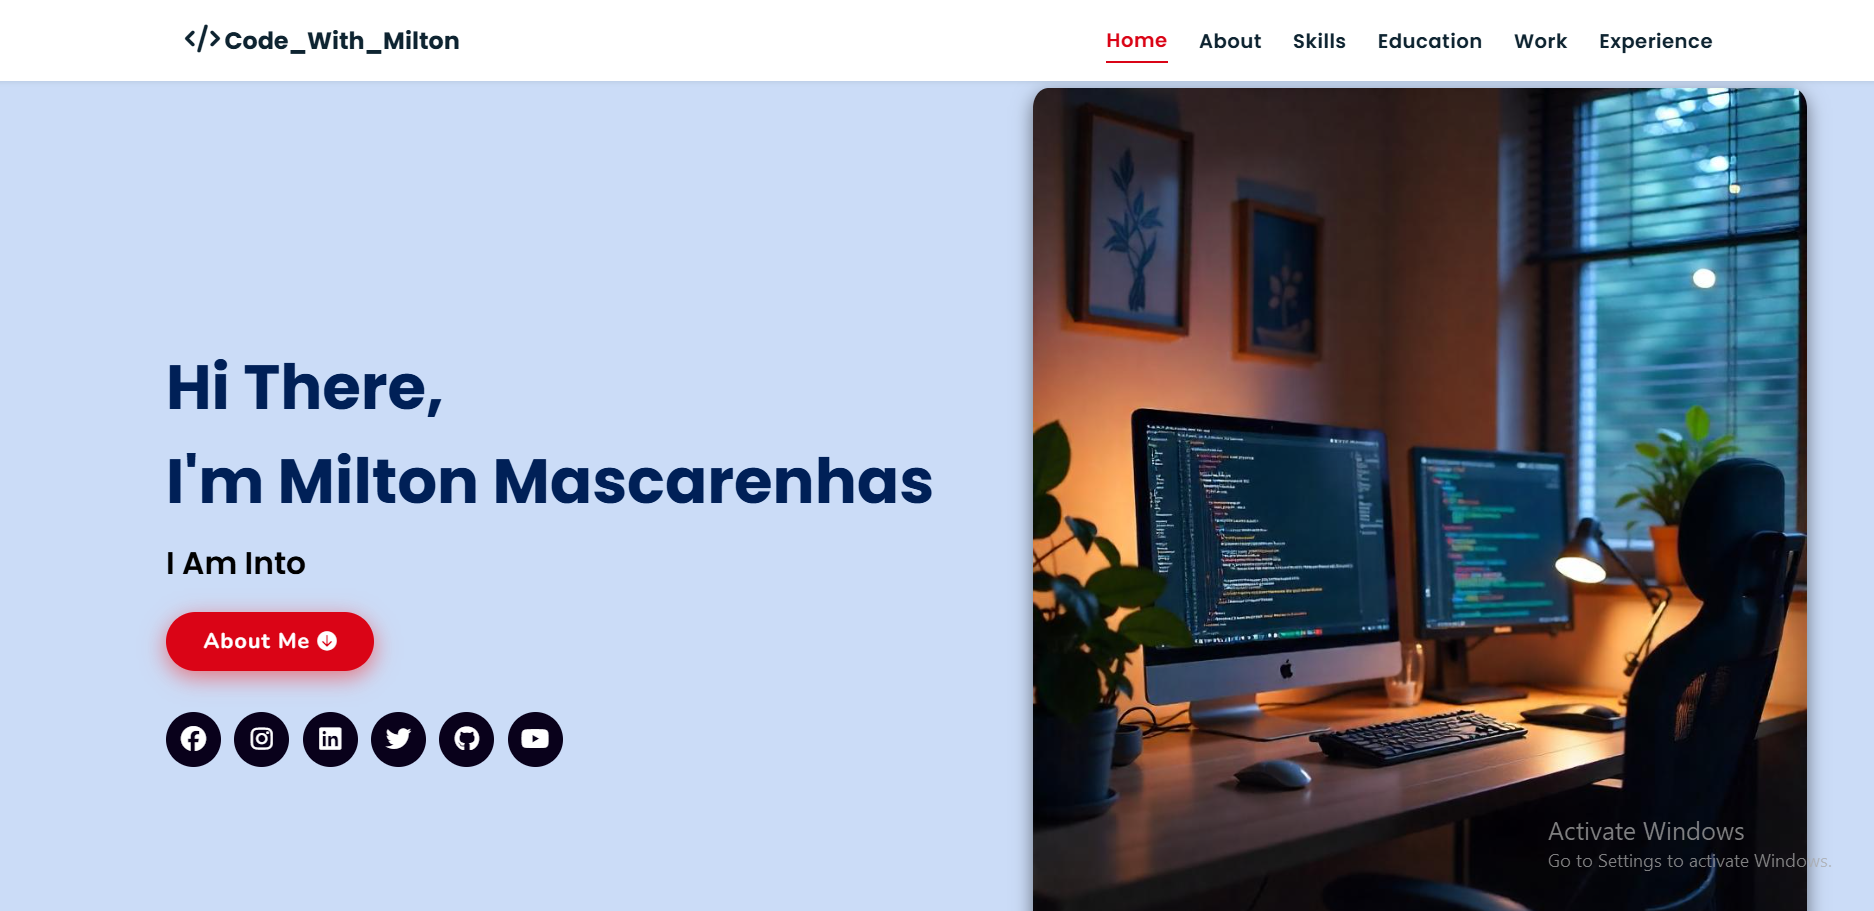 </> Code_With_Milton
Home About Skills Education Work Experience
Hi There,
I'm Milton Mascarenhas
I Am Into
About Me
Activate Windows
Go to Settings to activate Windows.